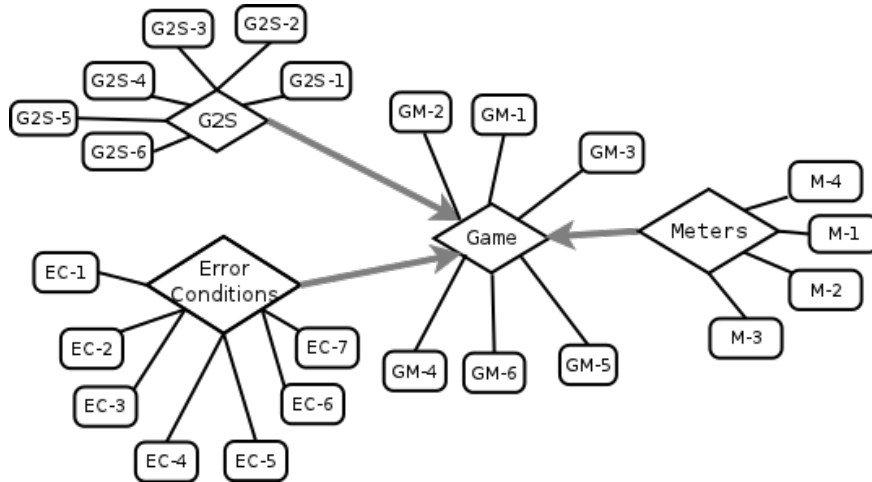 G2S-3
G2S-2
G2S-4
G2S-1
G2S-5
G2S
G2S-6
GM-2
GM-1
GM-3
M-4
Game
Meters
M-1
M-2
M-3
EC-1
Error
Conditions
EC-2
EC-7
EC-3
EC-6
EC-4
EC-5
GM-4
GM-6
GM-5